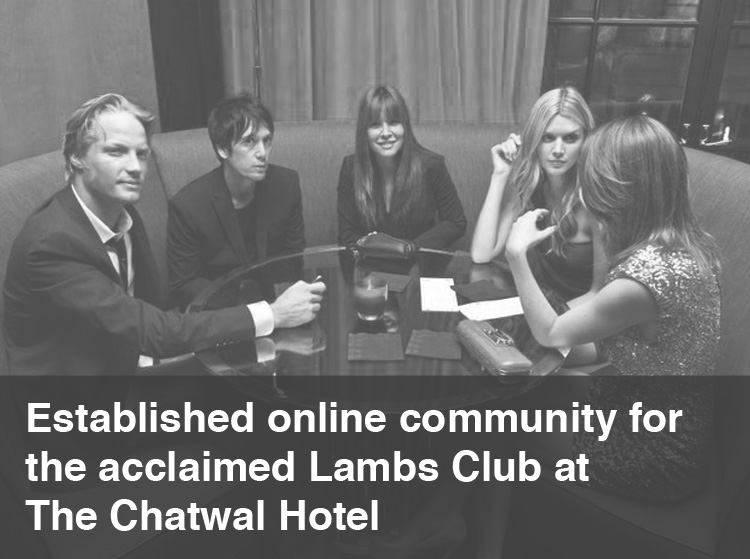 Established online community for
the acclaimed Lambs Club at
The Chatwal Hotel